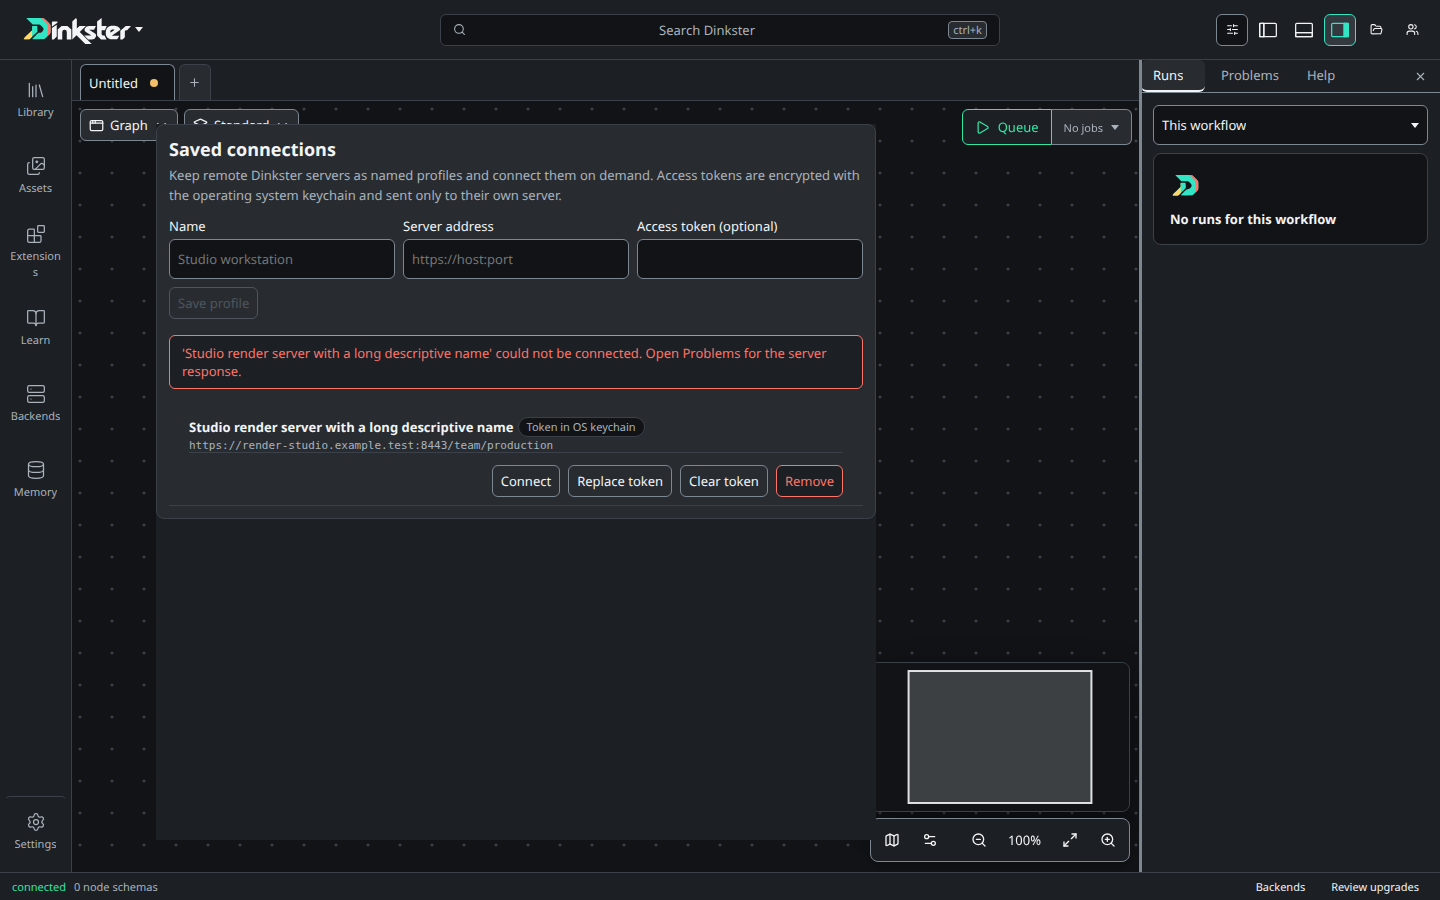 Dinkster
Search Dinkster
ctrl+k
Library
Assets
Extension
s
Learn
Backends
Memory
Settings
Untitled
+
Graph
Standard
Queue
No jobs
Saved connections
Keep remote Dinkster servers as named profiles and connect them on demand. Access tokens are encrypted with
the operating system keychain and sent only to their own server.
Name
Server address
Access token (optional)
Studio workstation
https://host:port
Save profile
'Studio render server with a long descriptive name' could not be connected. Open Problems for the server
response.
Studio render server with a long descriptive name
Token in OS keychain
https://render-studio.example.test:8443/team/production
Connect
Replace token
Clear token
Remove
100%
Runs
Problems
Help
This workflow
No runs for this workflow
connected
0 node schemas
Backends
Review upgrades